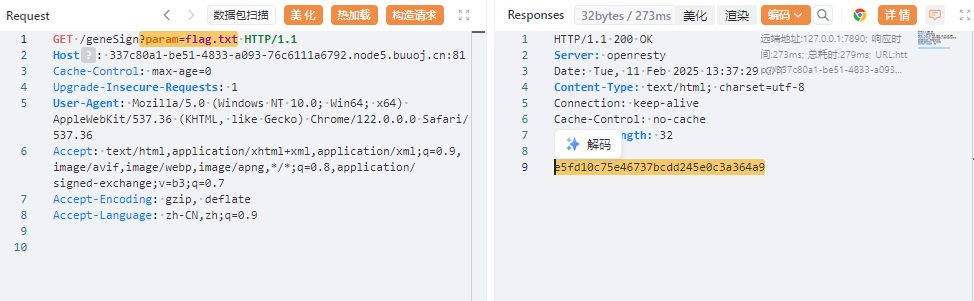 Request
数据包扫描
美化
热加载
构造请求
1 GET /geneSign?param=flag.txt HTTP/1.1
2 Host ? : 337c80a1-be51-4833-a093-76c6111a6792.node5.buuoj.cn:81
3 Cache-Control: max-age=0
4 Upgrade-Insecure-Requests: 1
5 User-Agent: Mozilla/5.0 (Windows NT 10.0; Win64; x64)
AppleWebKit/537.36 (KHTML, like Gecko) Chrome/122.0.0.0 Safari/
537.36
6 Accept: text/html,application/xhtml+xml,application/xml;q=0.9,
image/avif,image/webp,image/apng,*/*;q=0.8,application/
signed-exchange;v=b3;q=0.7
7 Accept-Encoding: gzip, deflate
8 Accept-Language: zh-CN,zh;q=0.9
9
10
Responses
32bytes / 273ms
美化
渲染
编码
详情
1 HTTP/1.1 200 OK
2 Server: openresty
3 Date: Tue, 11 Feb 2025 13:37:29 GMT
4 Content-Type: text/html; charset=utf-8
5 Connection: keep-alive
6 Cache-Control: no-cache
7 ngth: 32
8
9 e5fd10c75e46737bcdd245e0c3a364a9
解码
远端地址:127.0.0.1:7890; 响应时
间:273ms; 总耗时:279ms; URL:htt
p://337c80a1-be51-4833-a093...